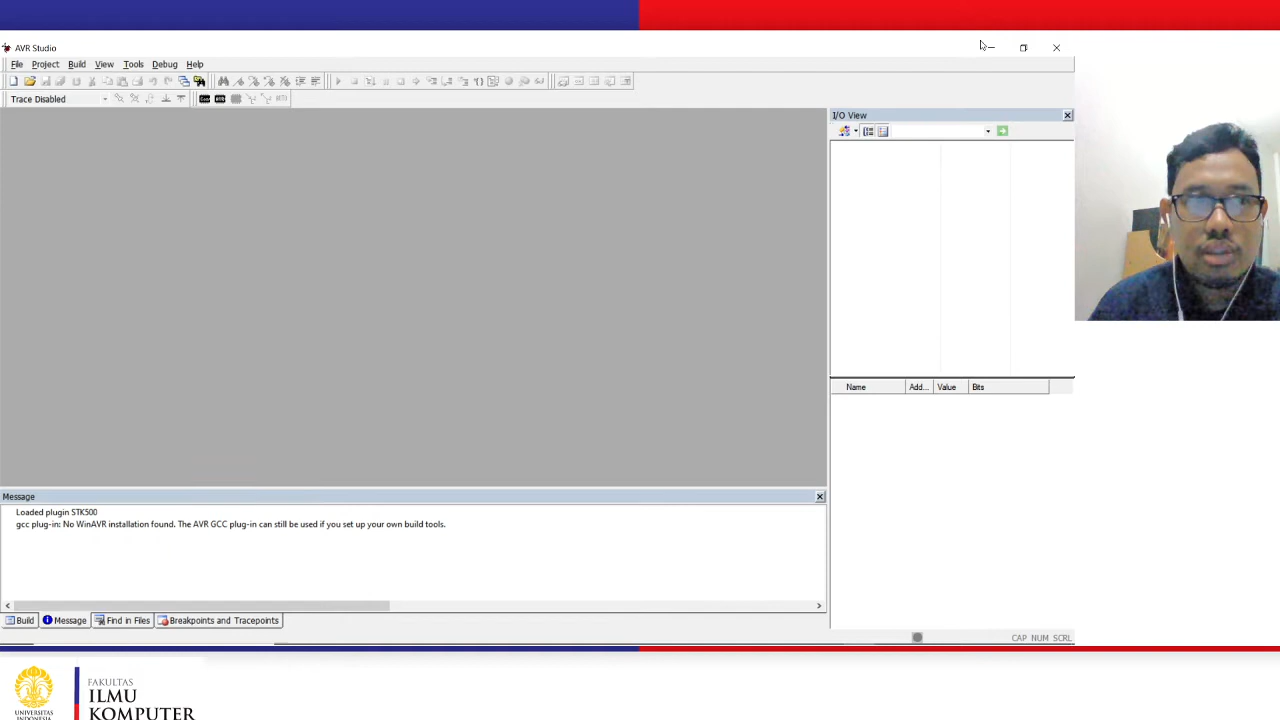 AVR Studio
File Project Build View Tools Debug Help
Trace Disabled
I/O View
Name Add... Value Bits
Message
Loaded plugin STK500
gcc plug-in: No WinAVR installation found. The AVR GCC plug-in can still be used if you set up your own build tools.
Build Message Find in Files Breakpoints and Tracepoints
CAP NUM SCRL
UNIVERSITAS
INDONESIA
FAKULTAS
ILMU
KOMPUTER